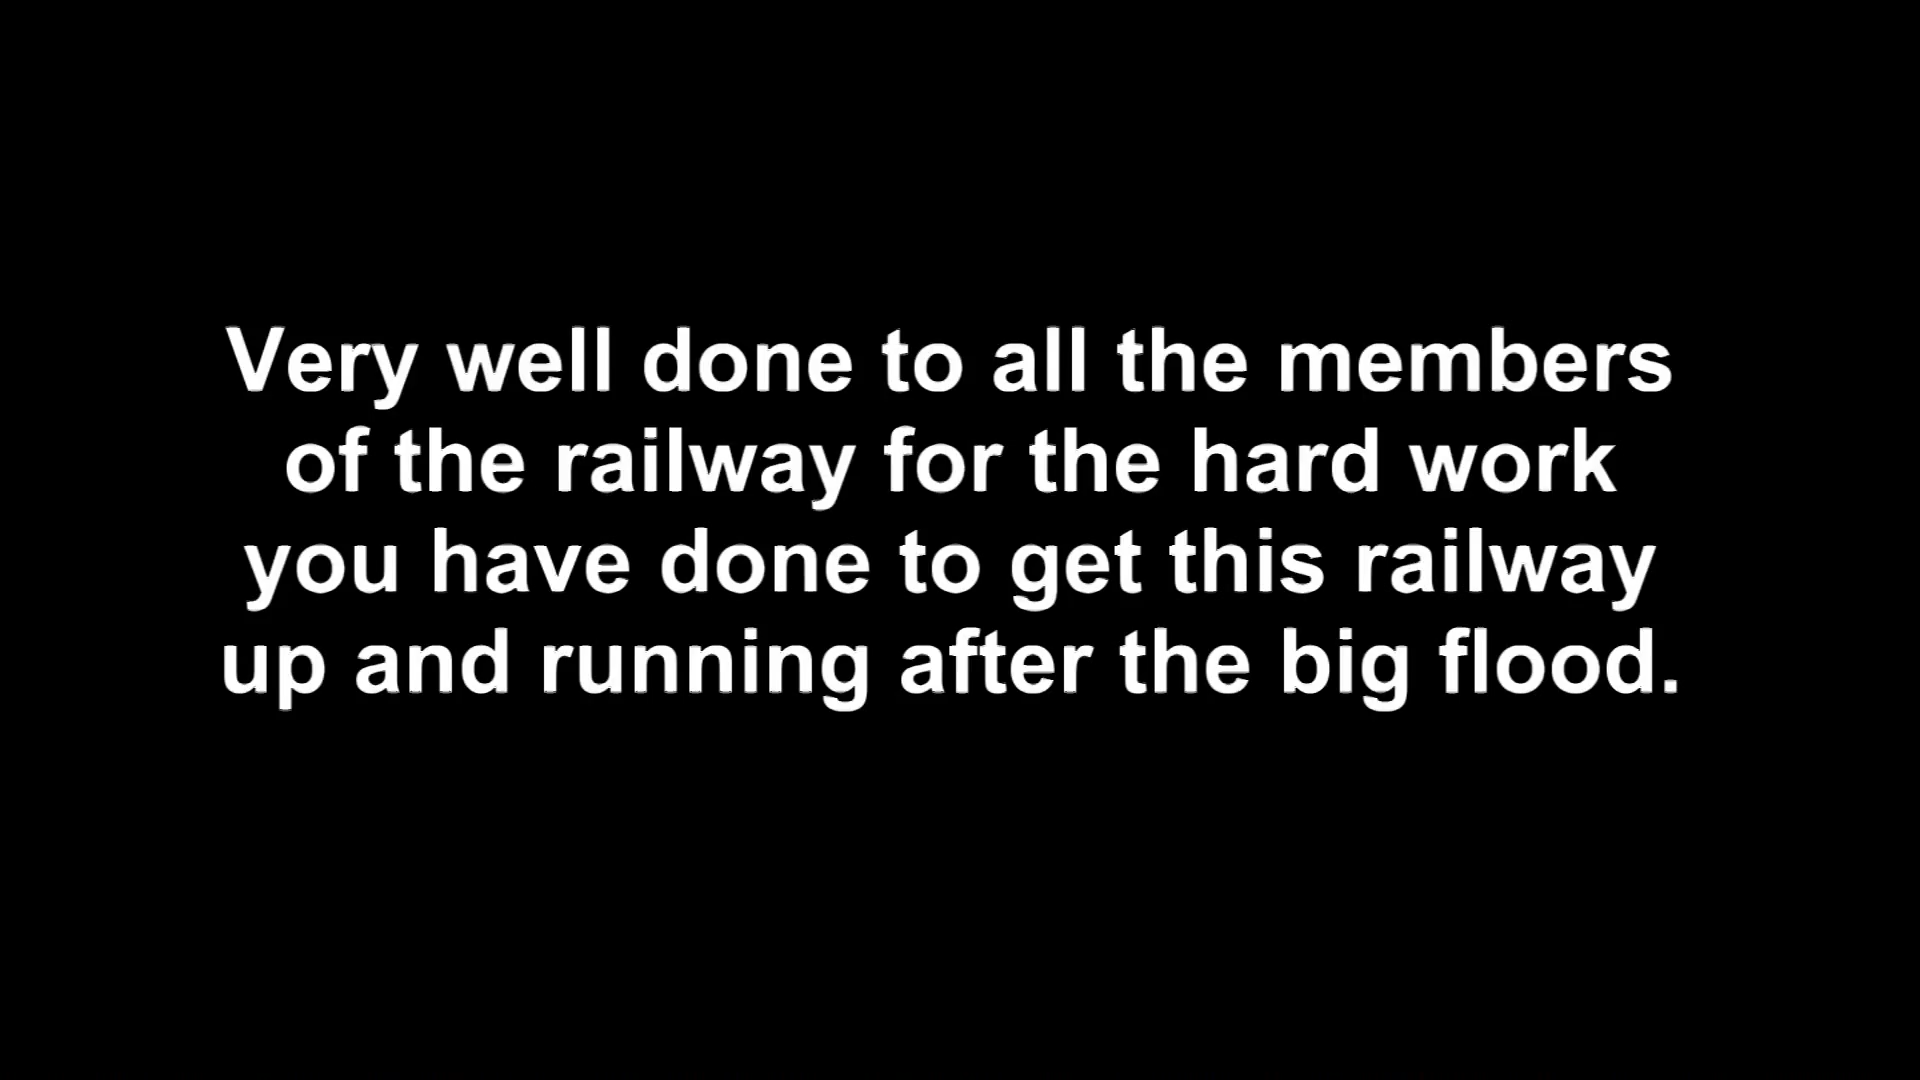 Very well done to all the members
of the railway for the hard work
you have done to get this railway
up and running after the big flood.